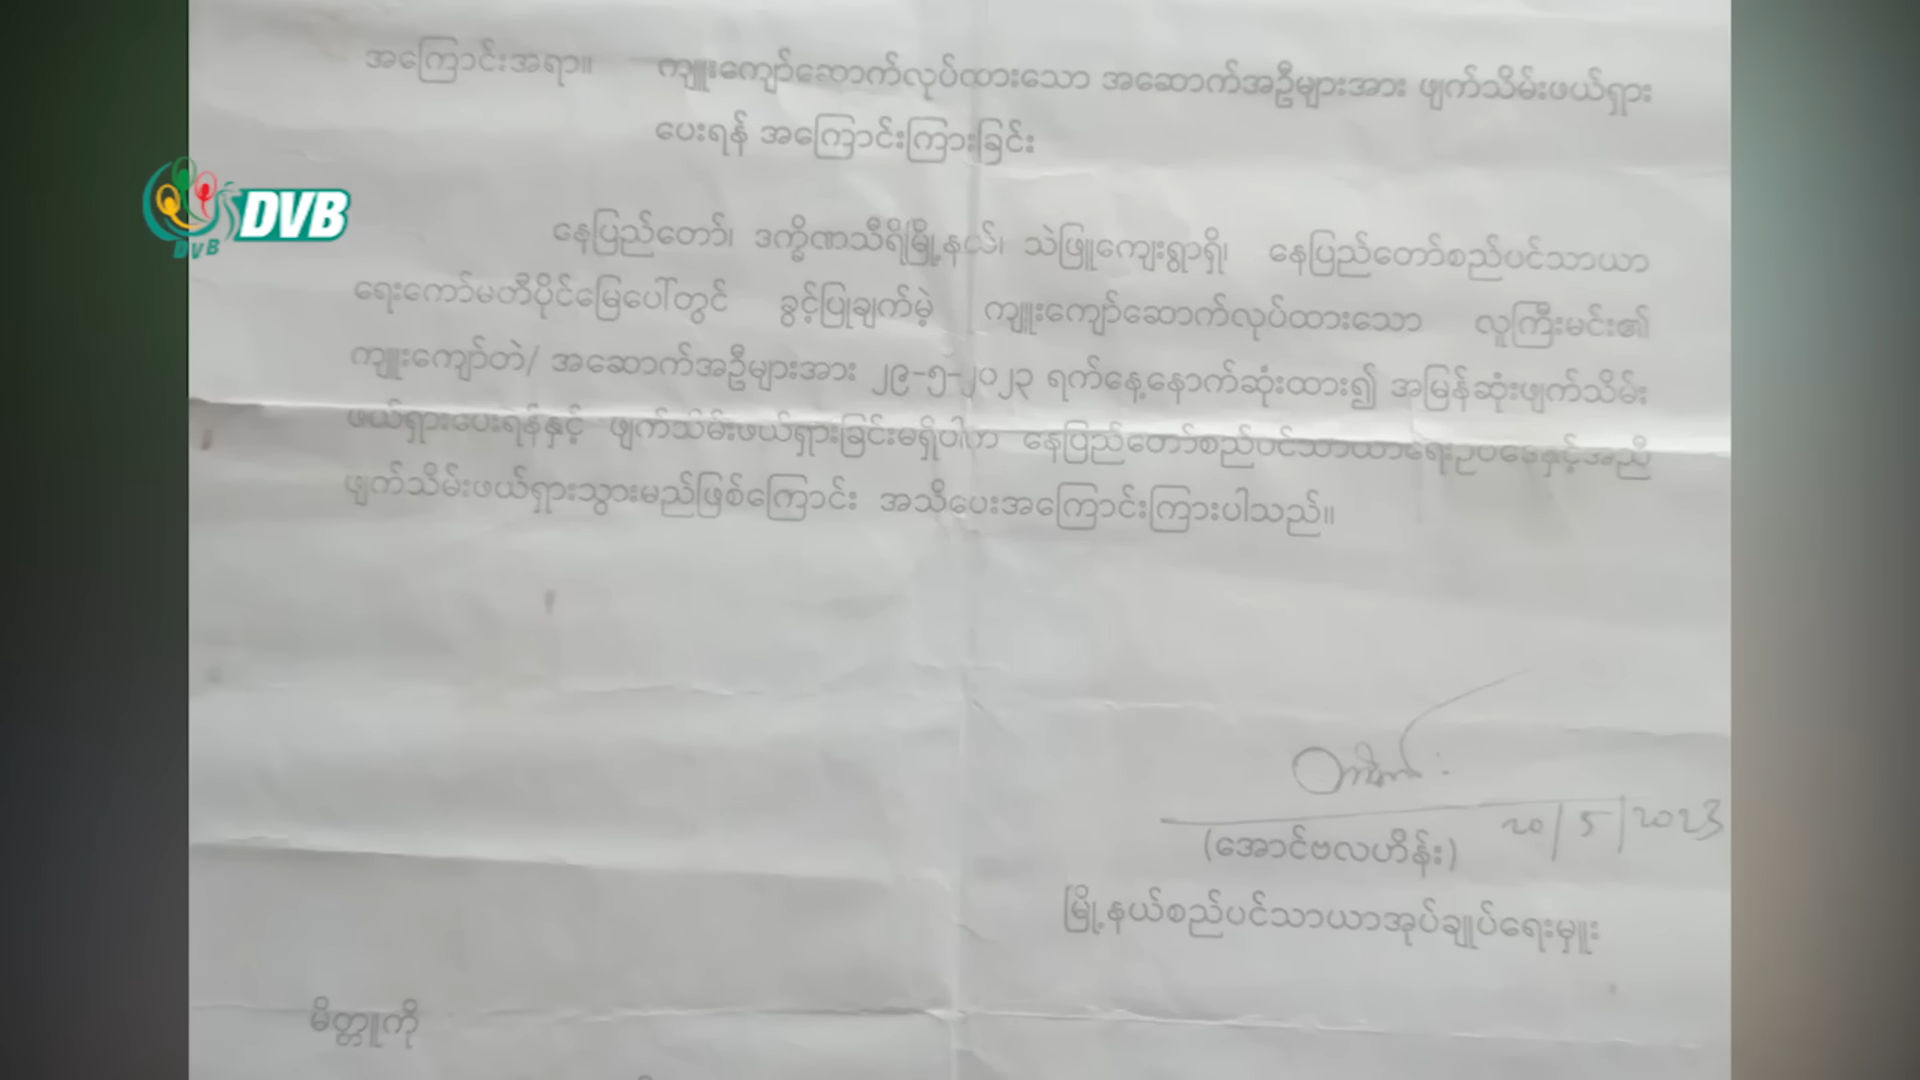 အကြောင်းအရာ။ ကျူးကျော်ဆောက်လုပ်ထားသော အဆောက်အဦများအား ဖျက်သိမ်းဖယ်ရှား
ပေးရန် အကြောင်းကြားခြင်း
DVB
DVB
နေပြည်တော်၊ ဒက္ခိဏသီရိမြို့နယ်၊ သဲဖြူကျေးရွာရှိ၊ နေပြည်တော်စည်ပင်သာယာ
ရေးကော်မတီပိုင်မြေပေါ်တွင် ခွင့်ပြုချက်မဲ့ ကျူးကျော်ဆောက်လုပ်ထားသော လူကြီးမင်း၏
ကျူးကျော်တဲ/ အဆောက်အဦများအား ၂၉-၅-၂၀၂၃ ရက်နေ့နောက်ဆုံးထား၍ အမြန်ဆုံးဖျက်သိမ်း
ဖယ်ရှားပေးရန်နှင့် ဖျက်သိမ်းဖယ်ရှားခြင်းမရှိပါက နေပြည်တော်စည်ပင်သာယာရေးဥပဒေနှင့်အညီ
ဖျက်သိမ်းဖယ်ရှားသွားမည်ဖြစ်ကြောင်း အသိပေးအကြောင်းကြားပါသည်။
20/5/2023
(အောင်ဗလဟိန်း)
မြို့နယ်စည်ပင်သာယာအုပ်ချုပ်ရေးမှူး
မိတ္တူကို